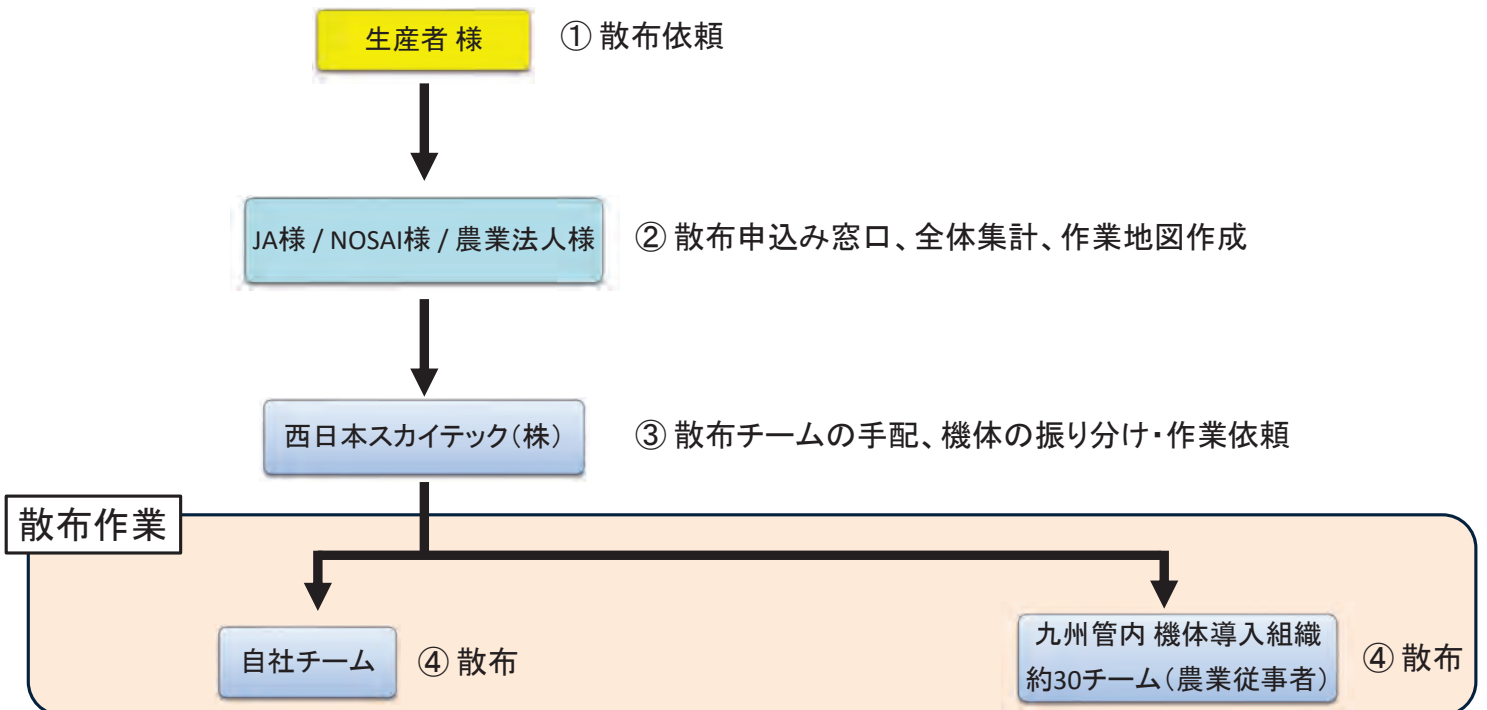 生産者 様
① 散布依頼
JA様 / NOSAI様 / 農業法人様
② 散布申込み窓口、全体集計、作業地図作成
西日本スカイテック（株）
③ 散布チームの手配、機体の振り分け・作業依頼
散布作業
自社チーム
④ 散布
九州管内 機体導入組織
約30チーム（農業従事者）
④ 散布